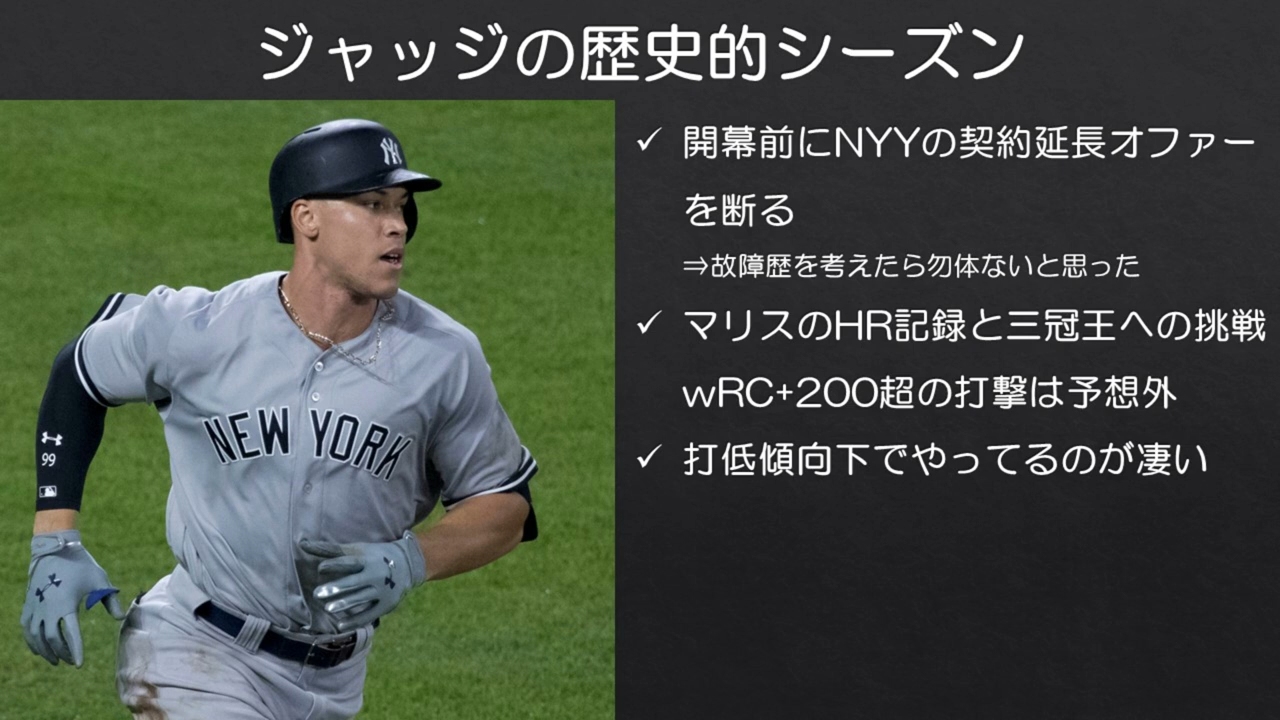 ジャッジの歴史的シーズン
✓ 開幕前にNYYの契約延長オファー
を断る
⇒故障歴を考えたら勿体ないと思った
✓ マリスのHR記録と三冠王への挑戦
wRC+200超の打撃は予想外
✓ 打低傾向下でやってるのが凄い
NY
NEW YORK
99